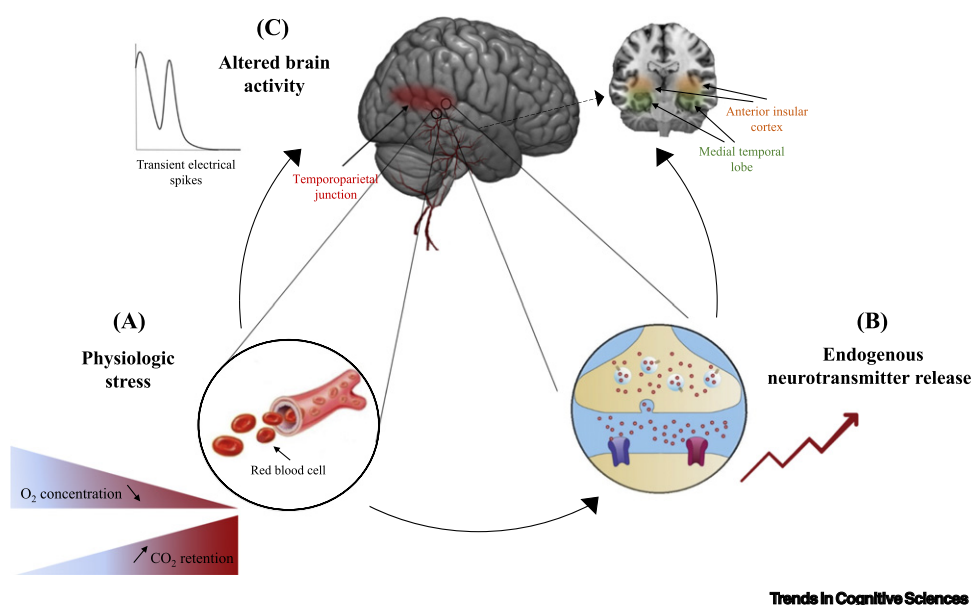 (C)
Altered brain
activity
Transient electrical
spikes
Temporoparietal
junction
Anterior insular
cortex
Medial temporal
lobe
(A)
Physiologic
stress
Red blood cell
O₂ concentration
CO₂ retention
(B)
Endogenous
neurotransmitter release
Trends in Cognitive Sciences